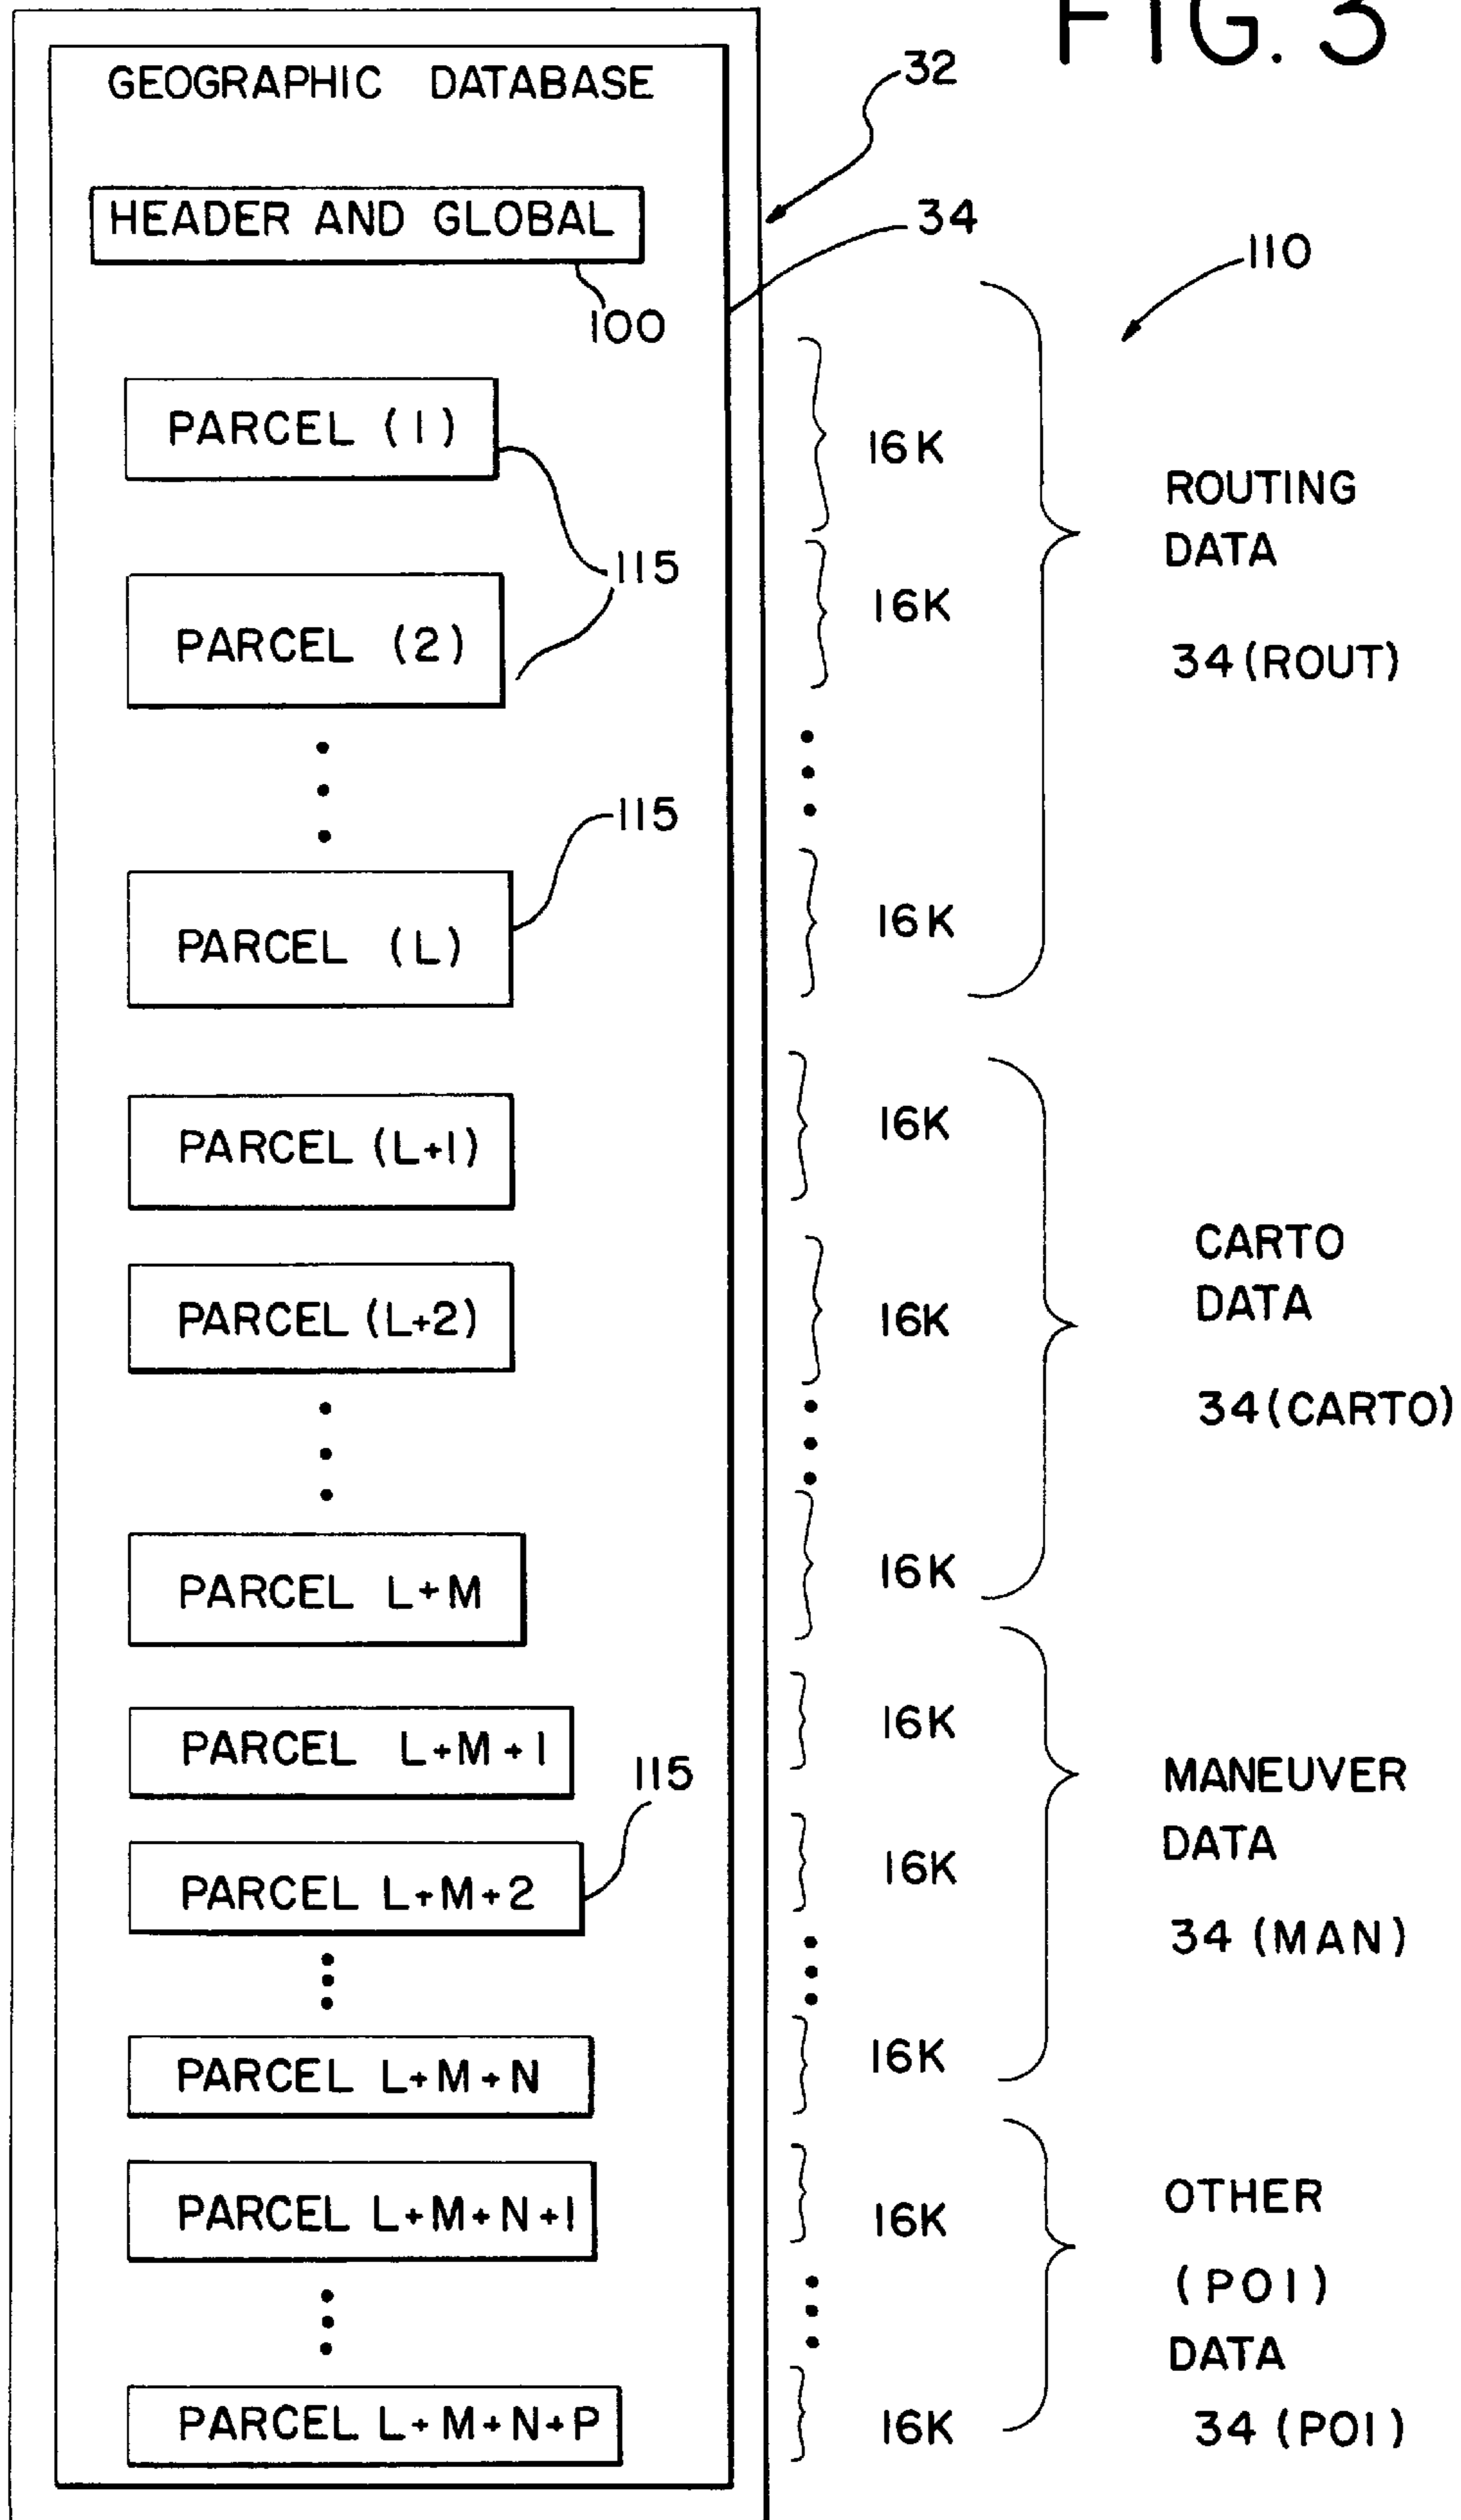 FIG. 3
GEOGRAPHIC DATABASE
32
HEADER AND GLOBAL
34
110
100
PARCEL (1)
16K
ROUTING
DATA
115
PARCEL (2)
16K
34 (ROUT)
115
PARCEL (L)
16K
PARCEL (L+1)
16K
CARTO
DATA
PARCEL (L+2)
16K
34 (CARTO)
PARCEL L+M
16K
PARCEL L+M+1
16K
115
MANEUVER
DATA
PARCEL L+M+2
16K
34 (MAN)
PARCEL L+M+N
16K
PARCEL L+M+N+1
16K
OTHER
(POI)
DATA
PARCEL L+M+N+P
16K
34 (POI)